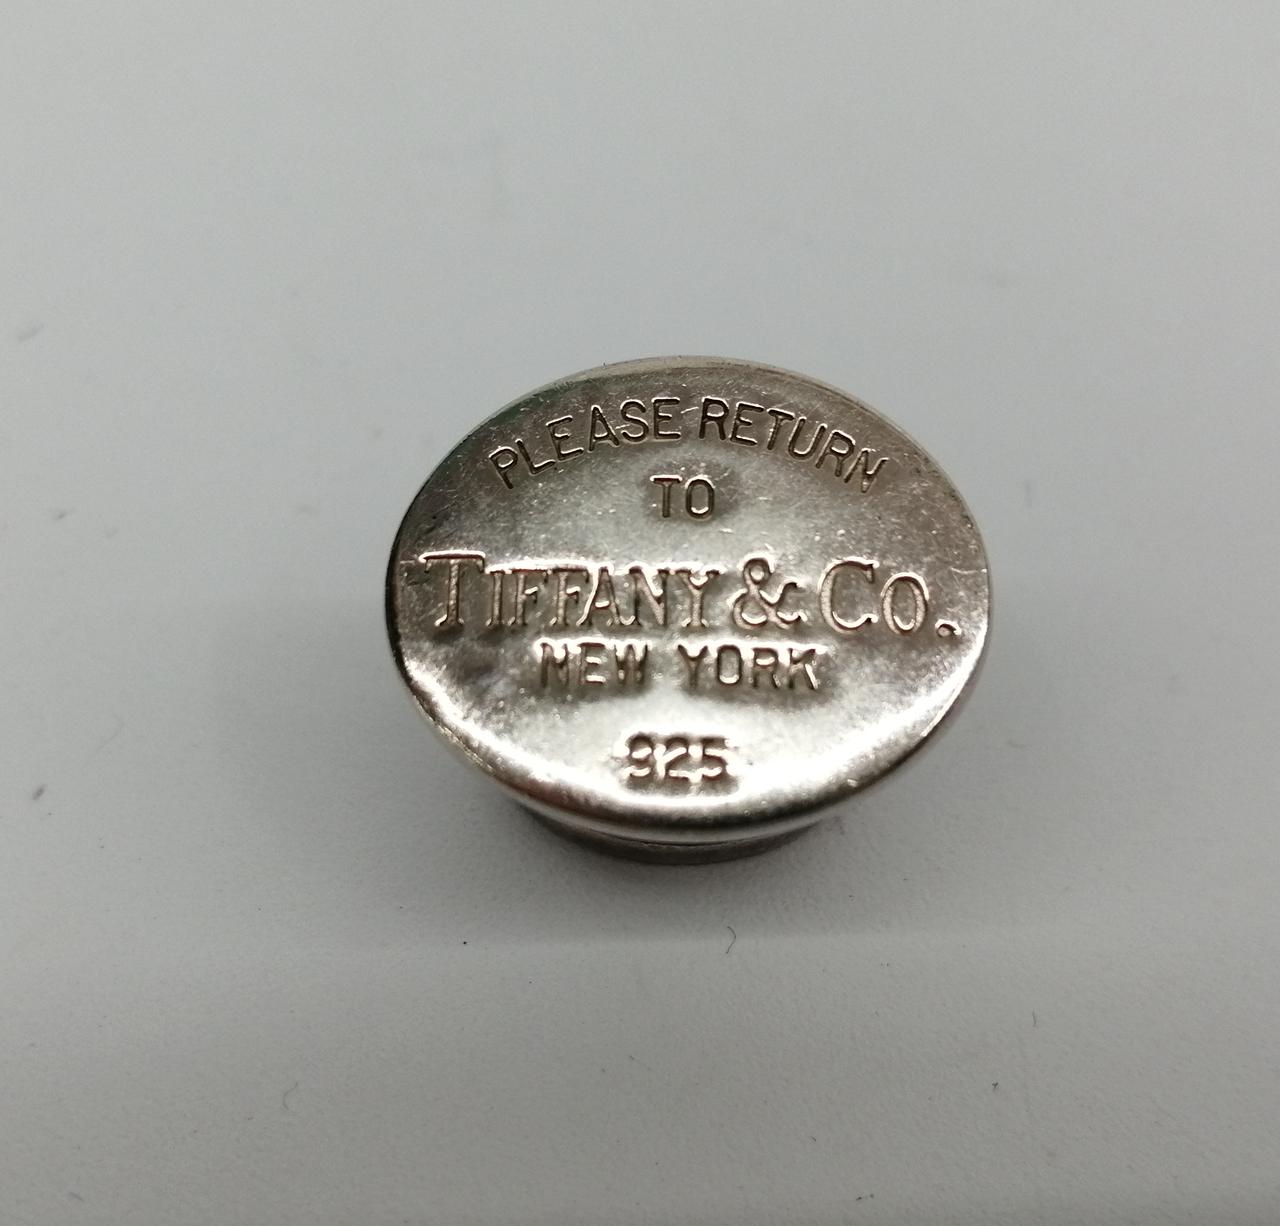 PLEASE RETURN
TO
TIFFANY & CO.
NEW YORK
925